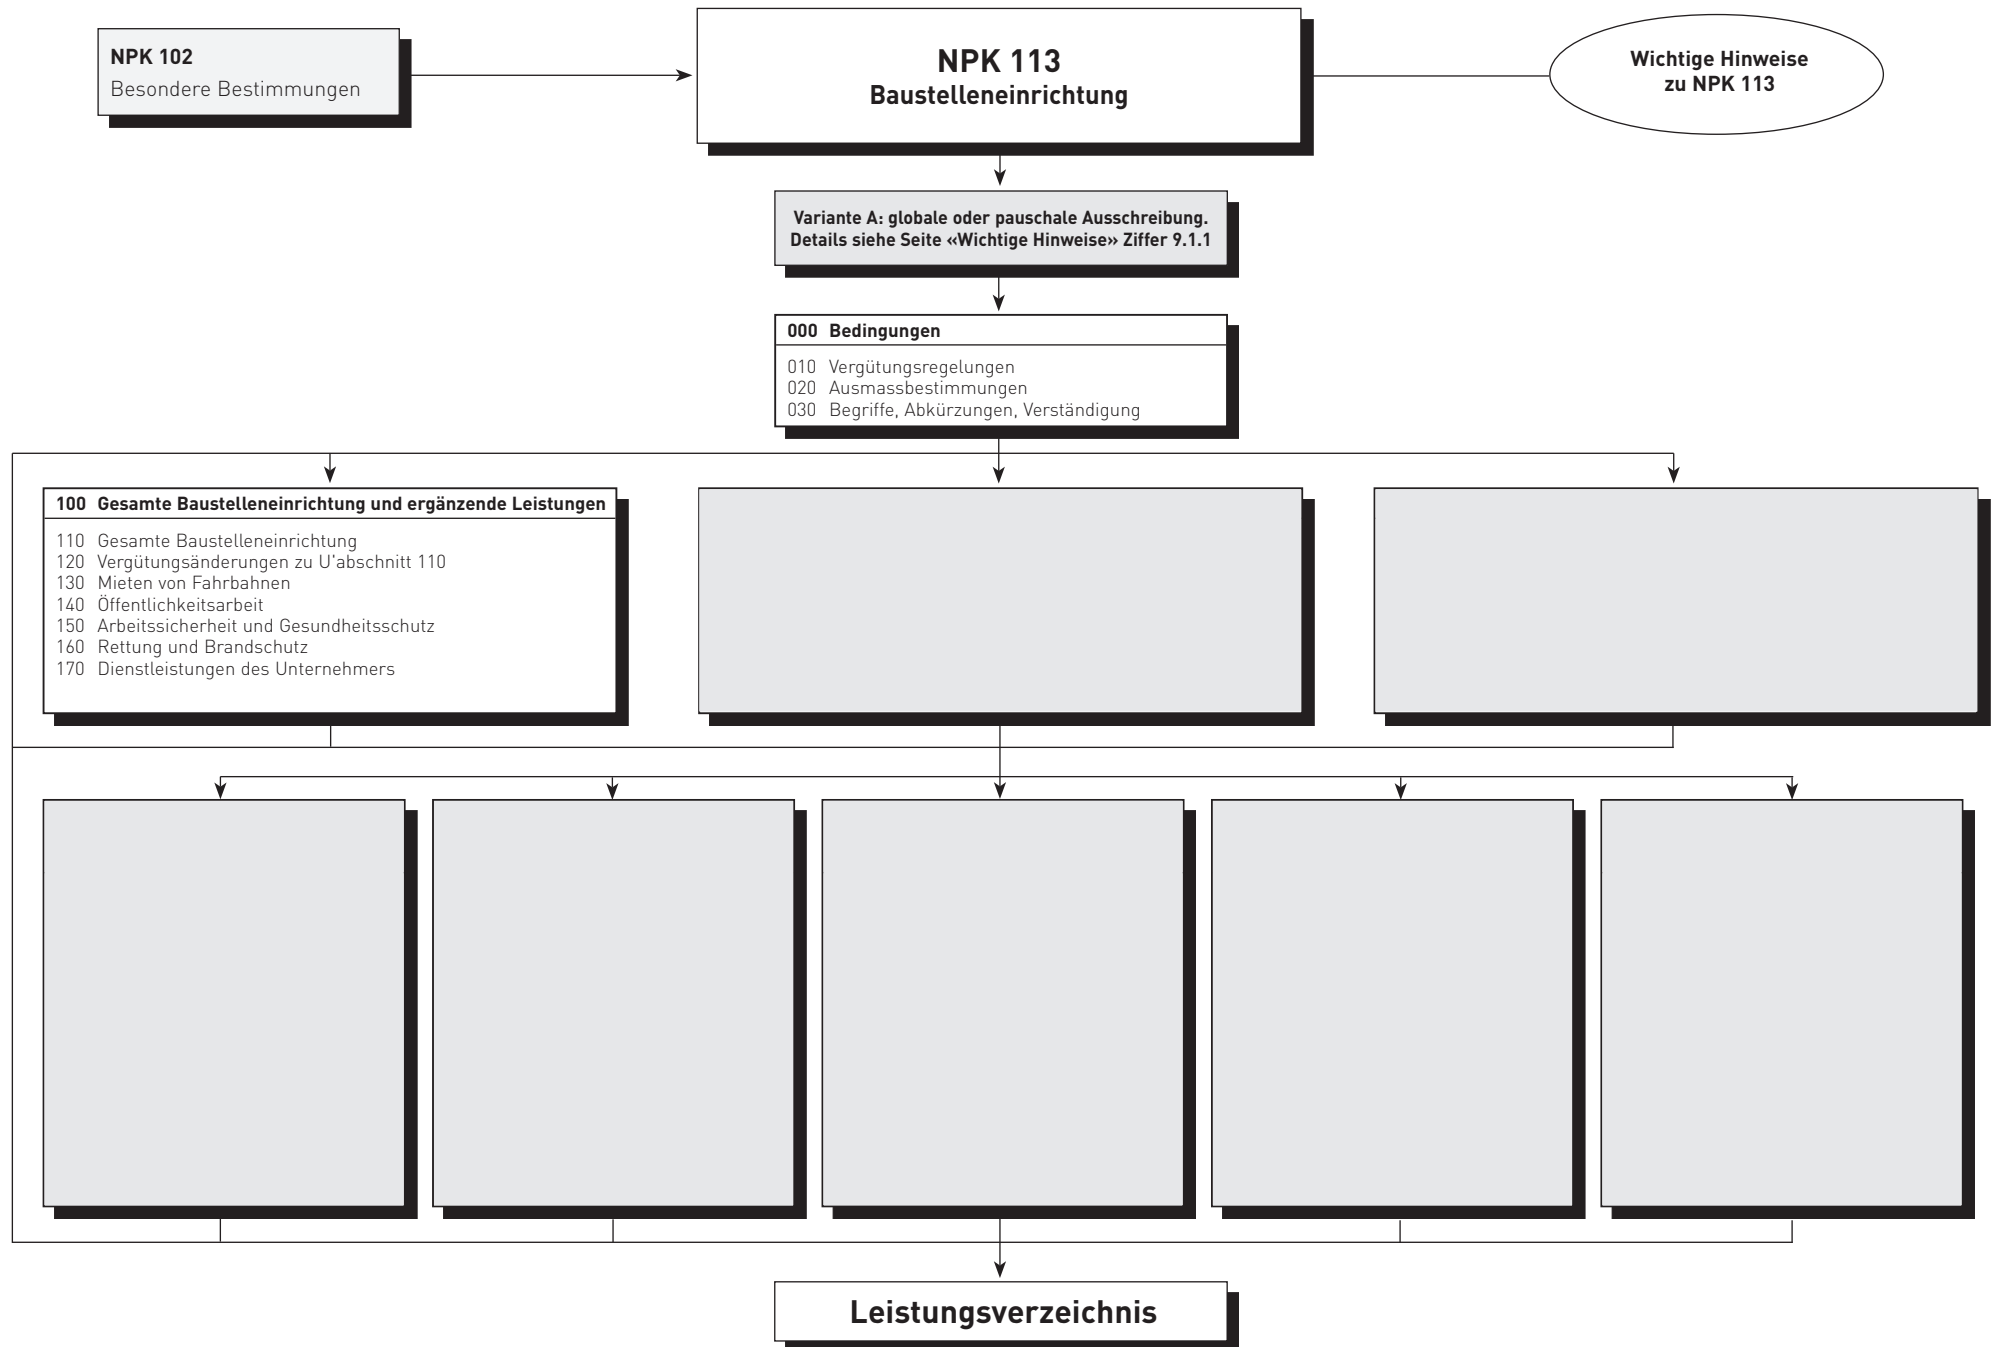 NPK 102
Besondere Bestimmungen
NPK 113
Baustelleneinrichtung
Wichtige Hinweise
zu NPK 113
Variante A: globale oder pauschale Ausschreibung.
Details siehe Seite «Wichtige Hinweise» Ziffer 9.1.1
000 Bedingungen
010 Vergütungsregelungen
020 Ausmassbestimmungen
030 Begriffe, Abkürzungen, Verständigung
100 Gesamte Baustelleneinrichtung und ergänzende Leistungen
110 Gesamte Baustelleneinrichtung
120 Vergütungsänderungen zu U'abschnitt 110
130 Mieten von Fahrbahnen
140 Öffentlichkeitsarbeit
150 Arbeitssicherheit und Gesundheitsschutz
160 Rettung und Brandschutz
170 Dienstleistungen des Unternehmers
Leistungsverzeichnis